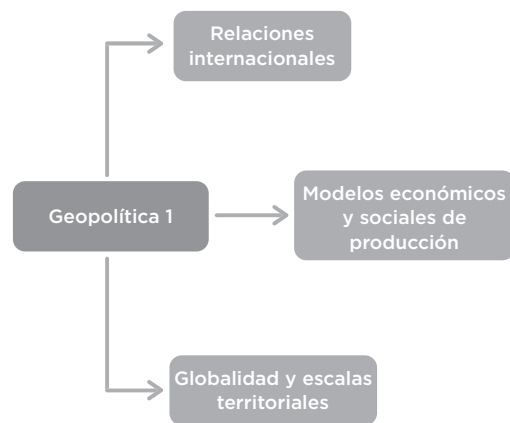 Relaciones
internacionales
Geopolítica 1
Modelos económicos
y sociales de
producción
Globalidad y escalas
territoriales